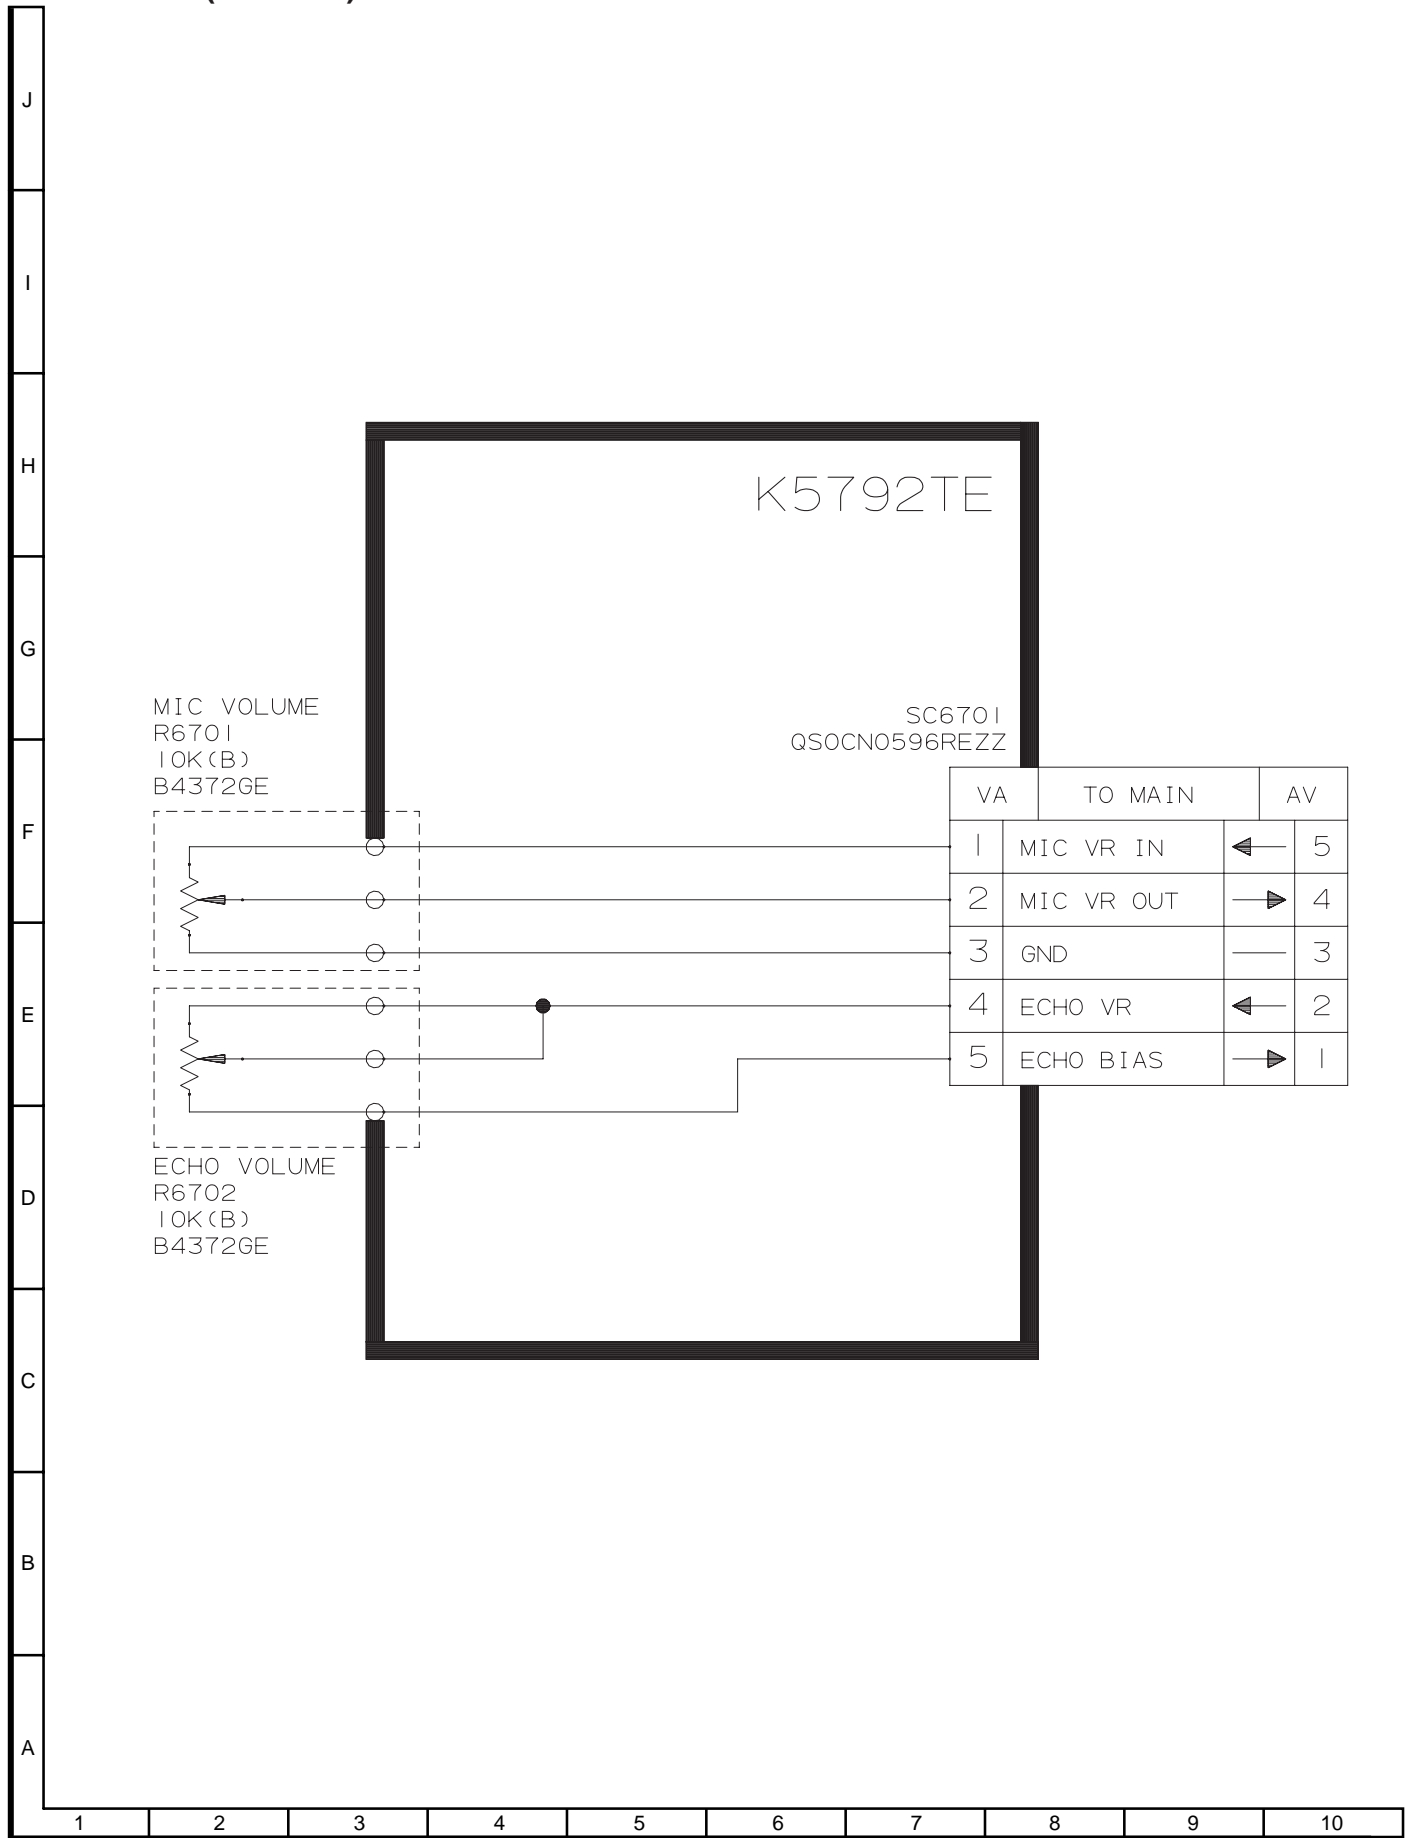 J
I
H
G
F
E
D
C
B
A
K5792TE
MIC VOLUME
R6701
10K(B)
B4372GE
SC6701
QSOCN0596REZZ
VA TO MAIN AV
1 MIC VR IN 5
2 MIC VR OUT 4
3 GND 3
4 ECHO VR 2
5 ECHO BIAS 1
ECHO VOLUME
R6702
10K(B)
B4372GE
1 2 3 4 5 6 7 8 9 10